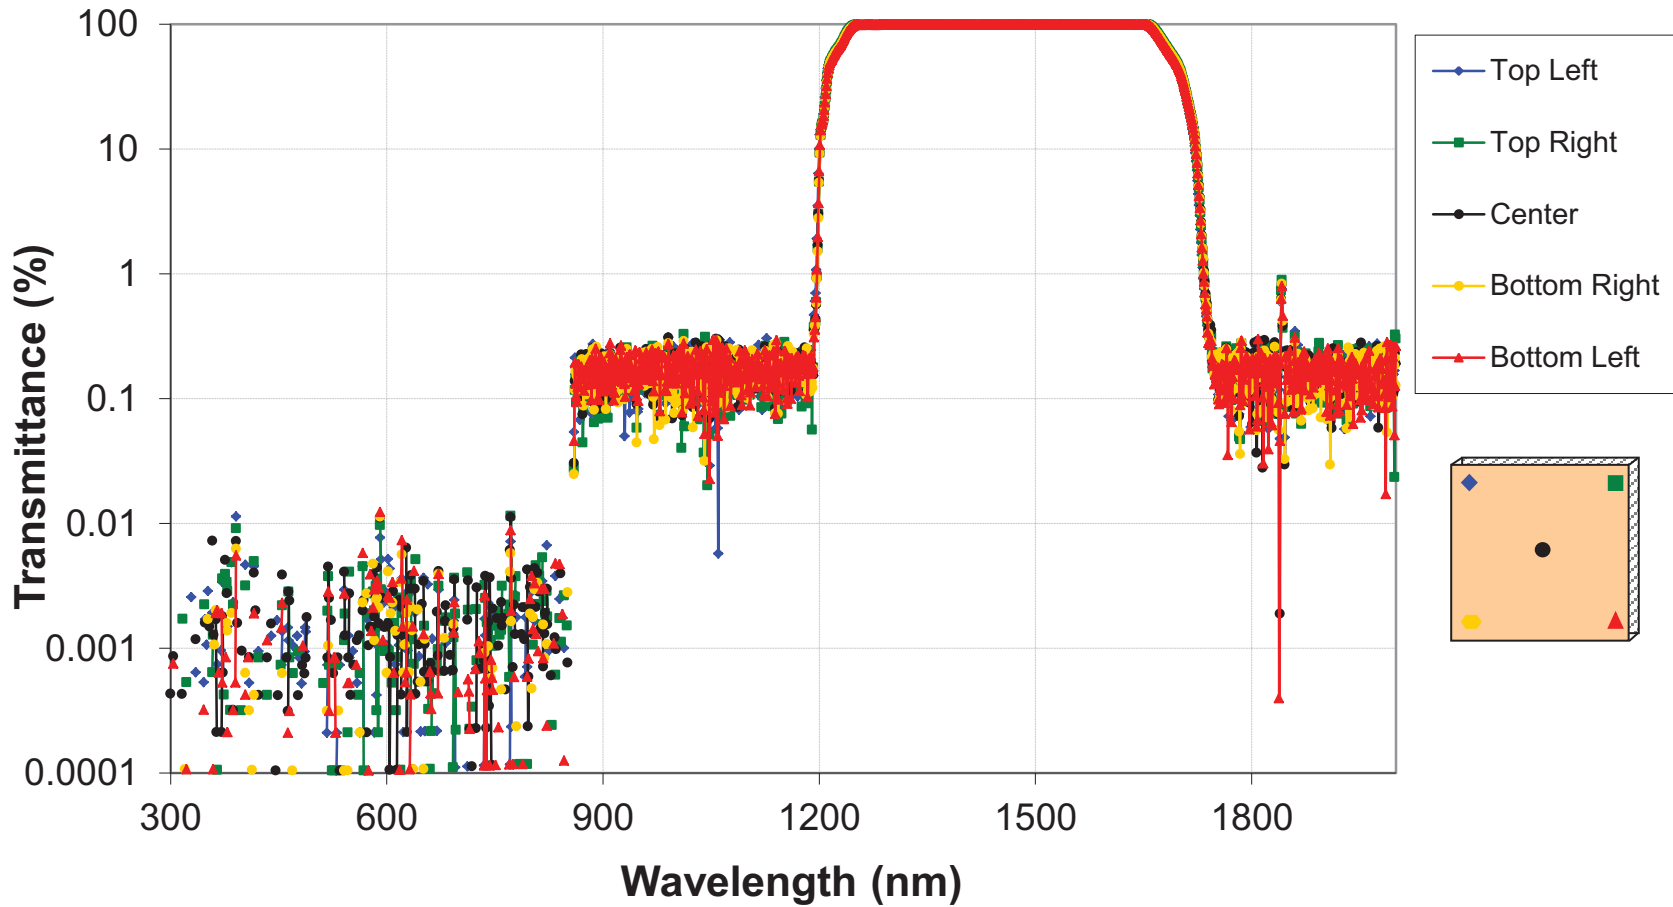 100
10
1
0.1
0.01
0.001
0.0001
Transmittance (%)
300 600 900 1200 1500 1800
Wavelength (nm)
Top Left
Top Right
Center
Bottom Right
Bottom Left